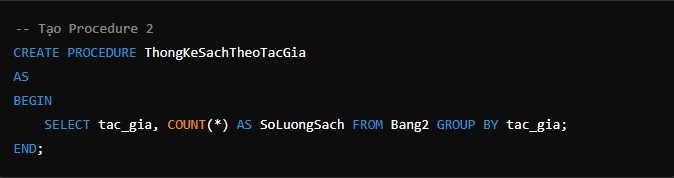 -- Tạo Procedure 2
CREATE PROCEDURE ThongKeSachTheoTacGia
AS
BEGIN
    SELECT tac_gia, COUNT(*) AS SoLuongSach FROM Bang2 GROUP BY tac_gia;
END;